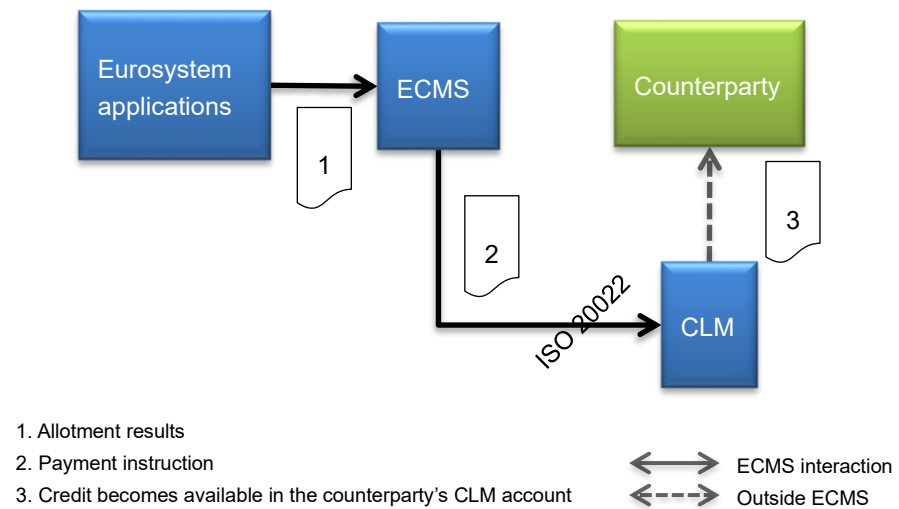 Eurosystem
applications
ECMS
Counterparty
1
3
2
ISO 20022
CLM
1. Allotment results
2. Payment instruction
3. Credit becomes available in the counterparty's CLM account
ECMS interaction
Outside ECMS